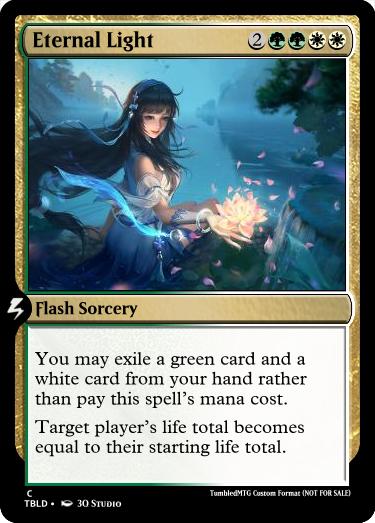 Eternal Light
2
Flash Sorcery
You may exile a green card and a
white card from your hand rather
than pay this spell's mana cost.
Target player's life total becomes
equal to their starting life total.
C
TBLD • 3O Studio
TumbledMTG Custom Format (NOT FOR SALE)